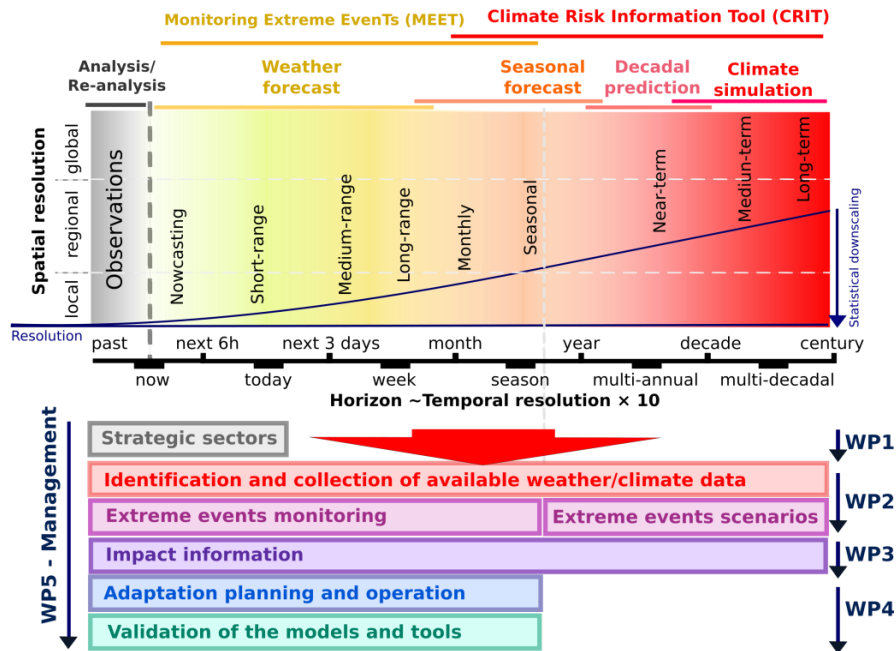 Monitoring Extreme EvenTs (MEET)
Climate Risk Information Tool (CRIT)
Analysis/
Re-analysis
Weather
forecast
Seasonal
forecast
Decadal
prediction
Climate
simulation
Spatial resolution
global
regional
local
Observations
Nowcasting
Short-range
Medium-range
Long-range
Monthly
Seasonal
Near-term
Mediun-term
Long-term
Statistical downscaling
Resolution
past
next 6h
next 3 days
month
year
decade
century
now
today
week
season
multi-annual
multi-decadal
Horizon ~Temporal resolution × 10
WP5 - Management
Strategic sectors
WP1
Identification and collection of available weather/climate data
WP2
Extreme events monitoring
Extreme events scenarios
Impact information
WP3
Adaptation planning and operation
WP4
Validation of the models and tools